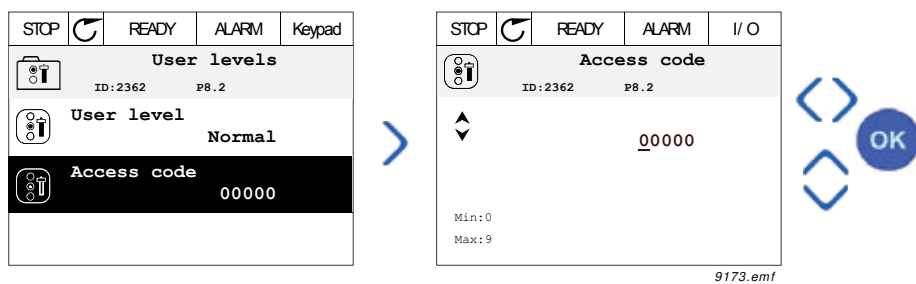 STOP READY ALARM Keypad
User levels
ID:2362 P8.2
User level
Normal
Access code
00000
STOP READY ALARM I/O
Access code
ID:2362 P8.2
00000
Min:0
Max:9
OK
9173.emf